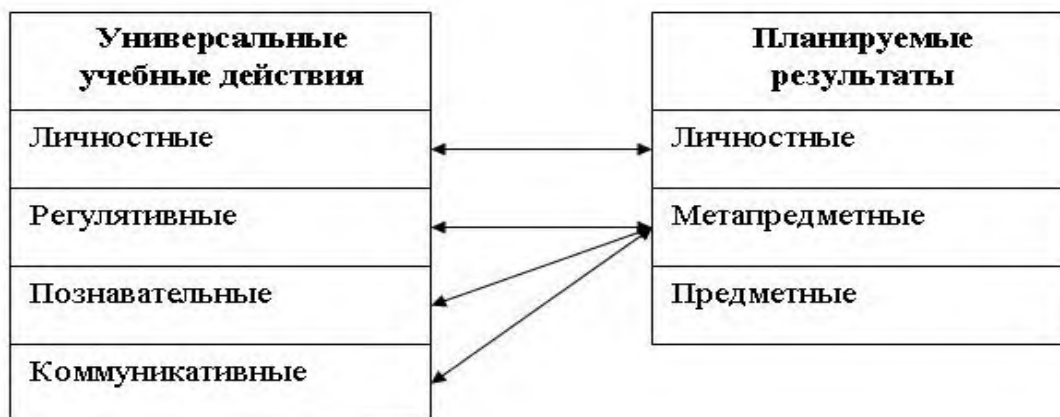 Универсальные
учебные действия
Личностные
Регулятивные
Познавательные
Коммуникативные
Планируемые
результаты
Личностные
Метапредметные
Предметные